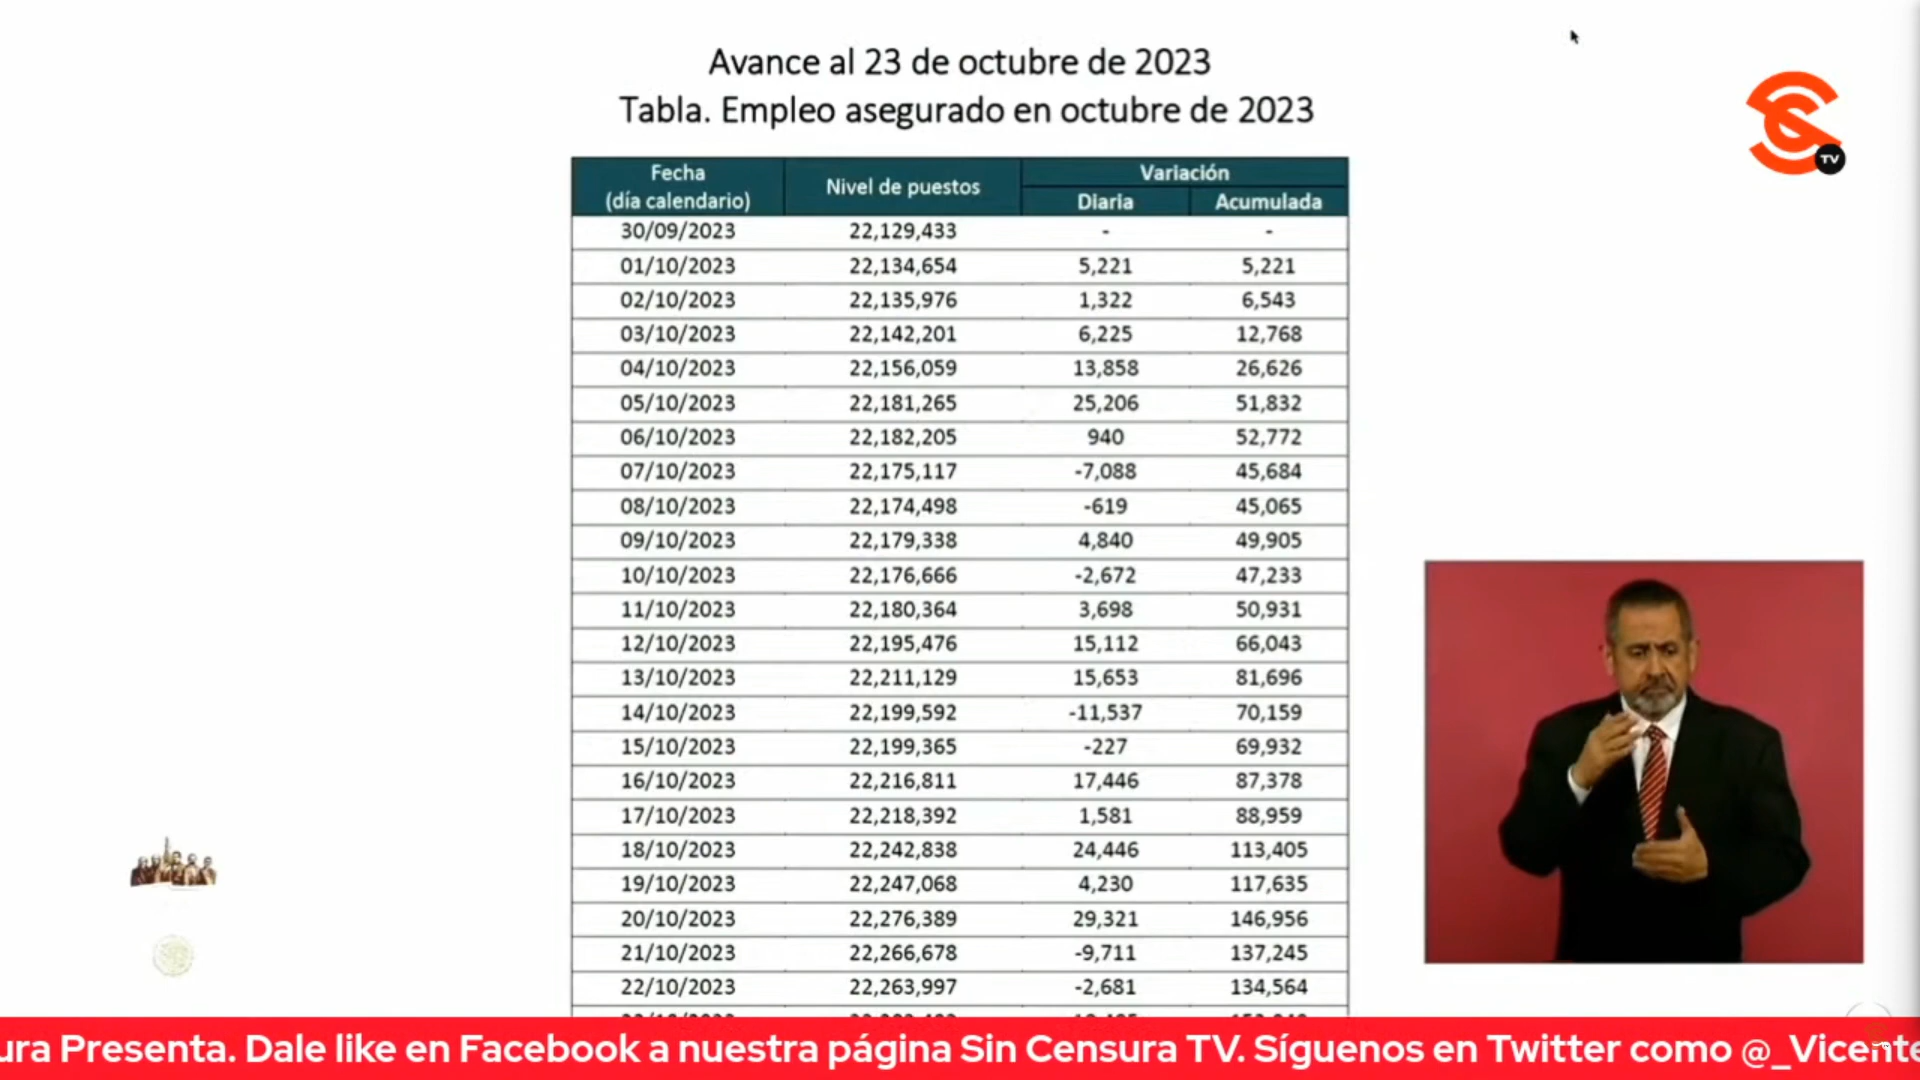 Avance al 23 de octubre de 2023
Tabla. Empleo asegurado en octubre de 2023
TV
Fecha (día calendario) Nivel de puestos Variación
Diaria Acumulada
30/09/2023 22,129,433 - -
01/10/2023 22,134,654 5,221 5,221
02/10/2023 22,135,976 1,322 6,543
03/10/2023 22,142,201 6,225 12,768
04/10/2023 22,156,059 13,858 26,626
05/10/2023 22,181,265 25,206 51,832
06/10/2023 22,182,205 940 52,772
07/10/2023 22,175,117 -7,088 45,684
08/10/2023 22,174,498 -619 45,065
09/10/2023 22,179,338 4,840 49,905
10/10/2023 22,176,666 -2,672 47,233
11/10/2023 22,180,364 3,698 50,931
12/10/2023 22,195,476 15,112 66,043
13/10/2023 22,211,129 15,653 81,696
14/10/2023 22,199,592 -11,537 70,159
15/10/2023 22,199,365 -227 69,932
16/10/2023 22,216,811 17,446 87,378
17/10/2023 22,218,392 1,581 88,959
18/10/2023 22,242,838 24,446 113,405
19/10/2023 22,247,068 4,230 117,635
20/10/2023 22,276,389 29,321 146,956
21/10/2023 22,266,678 -9,711 137,245
22/10/2023 22,263,997 -2,681 134,564
ura Presenta. Dale like en Facebook a nuestra página Sin Censura TV. Síguenos en Twitter como @_Vicente